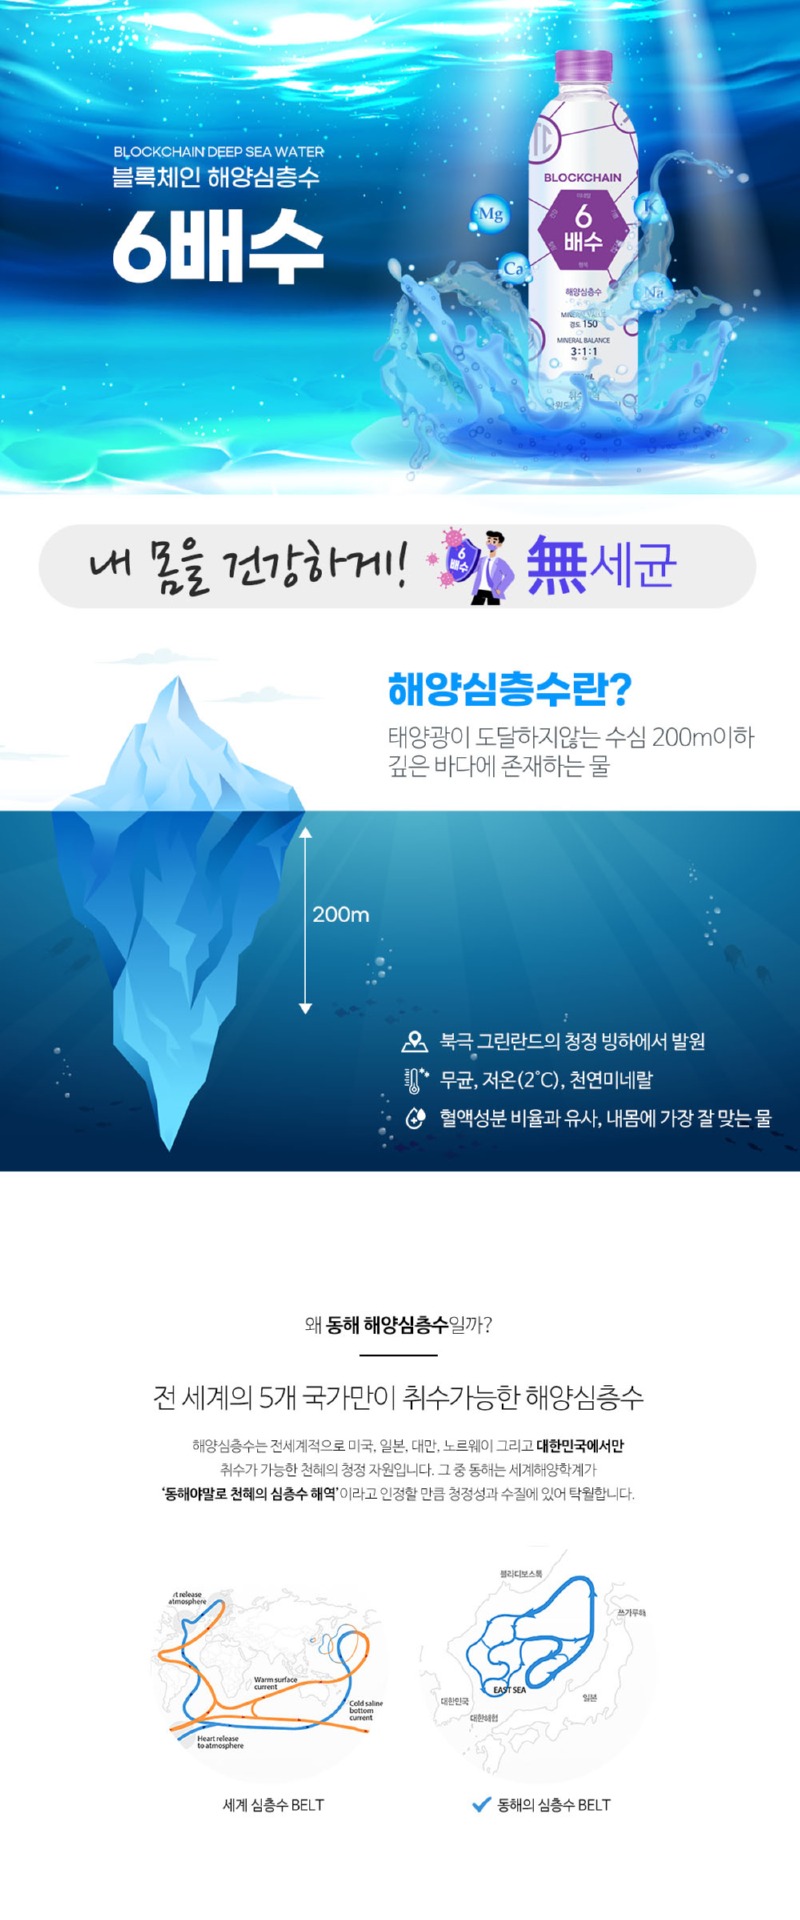 BLOCKCHAIN DEEP SEA WATER
블록체인 해양심층수
6배수
BLOCKCHAIN
6
배수
해양심층수
경도 150
MINERAL BALANCE
3:1:1
Mg Ca K
Mg
K
Ca
Na
내 몸을 건강하게!
6
배수
無세균
해양심층수란?
태양광이 도달하지않는 수심 200m이하
깊은 바다에 존재하는 물
200m
북극 그린란드의 청정 빙하에서 발원
무균, 저온(2˚C), 천연미네랄
혈액성분 비율과 유사, 내몸에 가장 잘 맞는 물
왜 동해 해양심층수일까?
전 세계의 5개 국가만이 취수가능한 해양심층수
해양심층수는 전세계적으로 미국, 일본, 대만, 노르웨이 그리고 대한민국에서만
취수가 가능한 천혜의 청정 자원입니다. 그 중 동해는 세계해양학계가
'동해야말로 천혜의 심층수 해역'이라고 인정할 만큼 청정성과 수질에 있어 탁월합니다.
rt release
atmosphere
Warm surface
current
Cold saline
bottom
current
Heart release
to atmosphere
세계 심층수 BELT
블라디보스톡
쓰가루해
EAST SEA
대한민국
일본
대한해협
동해의 심층수 BELT